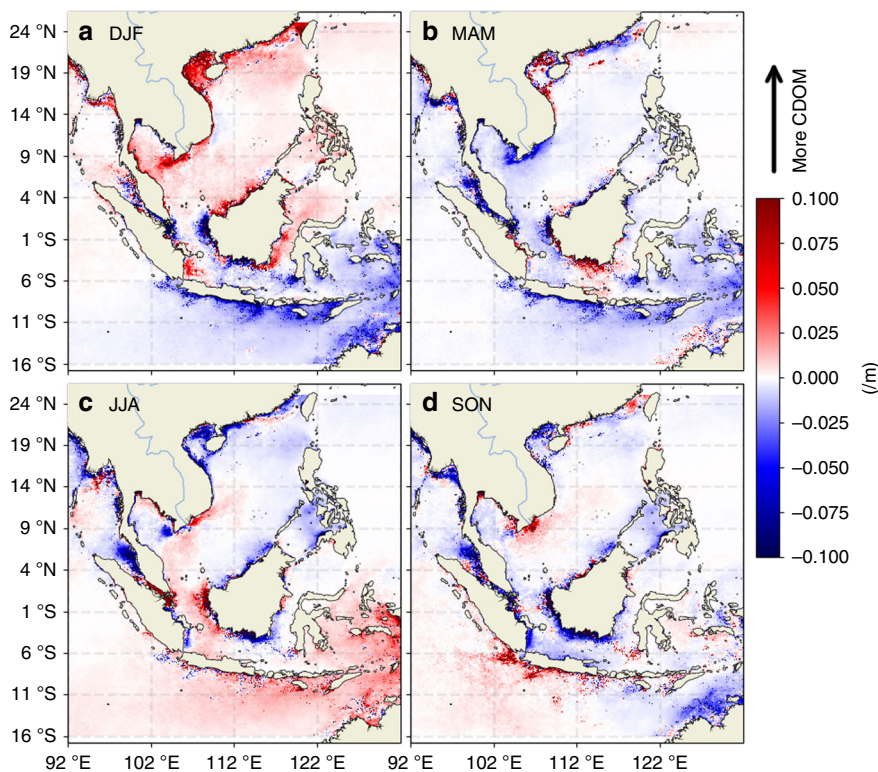 a DJF
b MAM
24 °N
19 °N
14 °N
9 °N
4 °N
1 °S
6 °S
11 °S
16 °S
More CDOM
0.100
0.075
0.050
0.025
0.000
−0.025
−0.050
−0.075
−0.100
(/m)
c JJA
d SON
24 °N
19 °N
14 °N
9 °N
4 °N
1 °S
6 °S
11 °S
16 °S
92 °E 102 °E 112 °E 122 °E 92 °E 102 °E 112 °E 122 °E